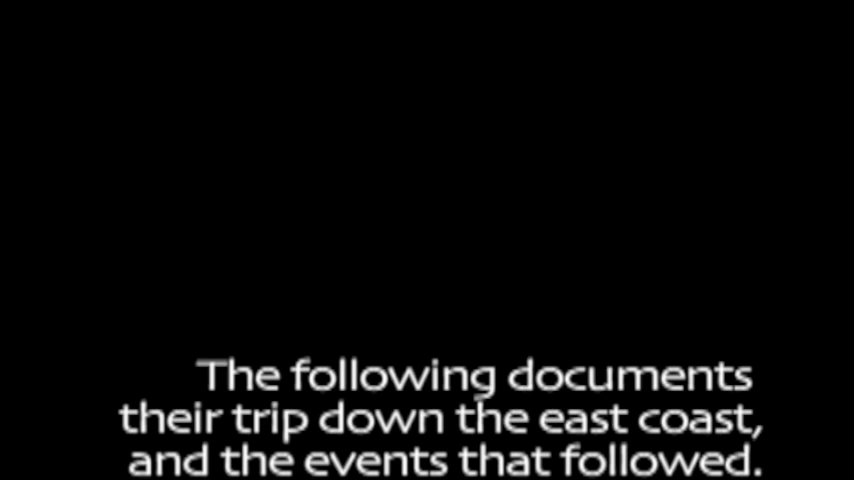 The following documents
their trip down the east coast,
and the events that followed.